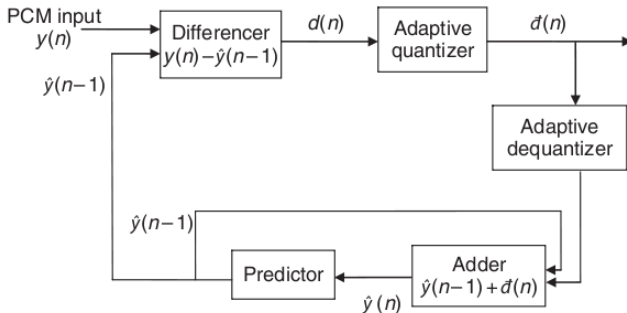 PCM input
y(n)
Differencer
y(n)−ŷ(n−1)
d(n)
Adaptive
quantizer
đ(n)
ŷ(n−1)
Adaptive
dequantizer
ŷ(n−1)
Predictor
ŷ(n)
Adder
ŷ(n−1)+đ(n)